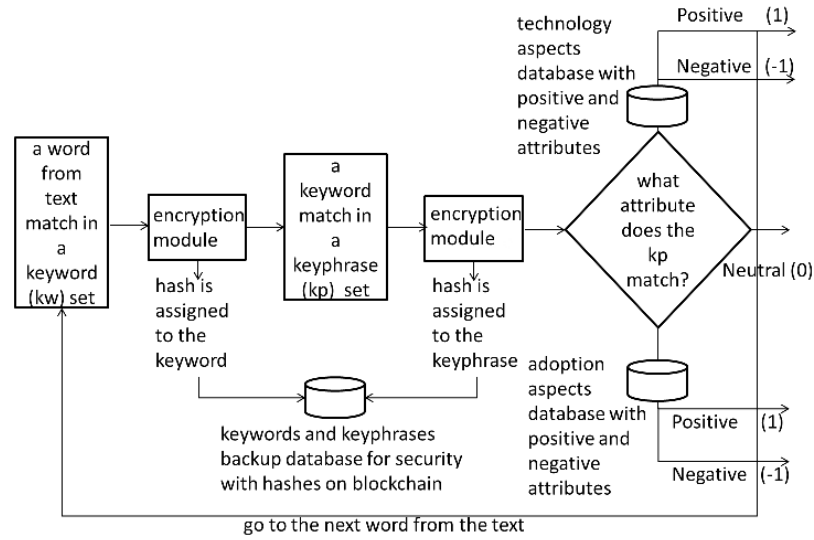 a word
from
text
match in
a
keyword
(kw) set
encryption
module
hash is
assigned
to the
keyword
a
keyword
match in
a
keyphrase
(kp) set
encryption
module
hash is
assigned
to the
keyphrase
keywords and keyphrases
backup database for security
with hashes on blockchain
technology
aspects
database with
positive and
negative
attributes
what
attribute
does the
kp
match?
Positive (1)
Negative (-1)
Neutral (0)
adoption
aspects
database with
positive and
negative
attributes
Positive (1)
Negative (-1)
go to the next word from the text